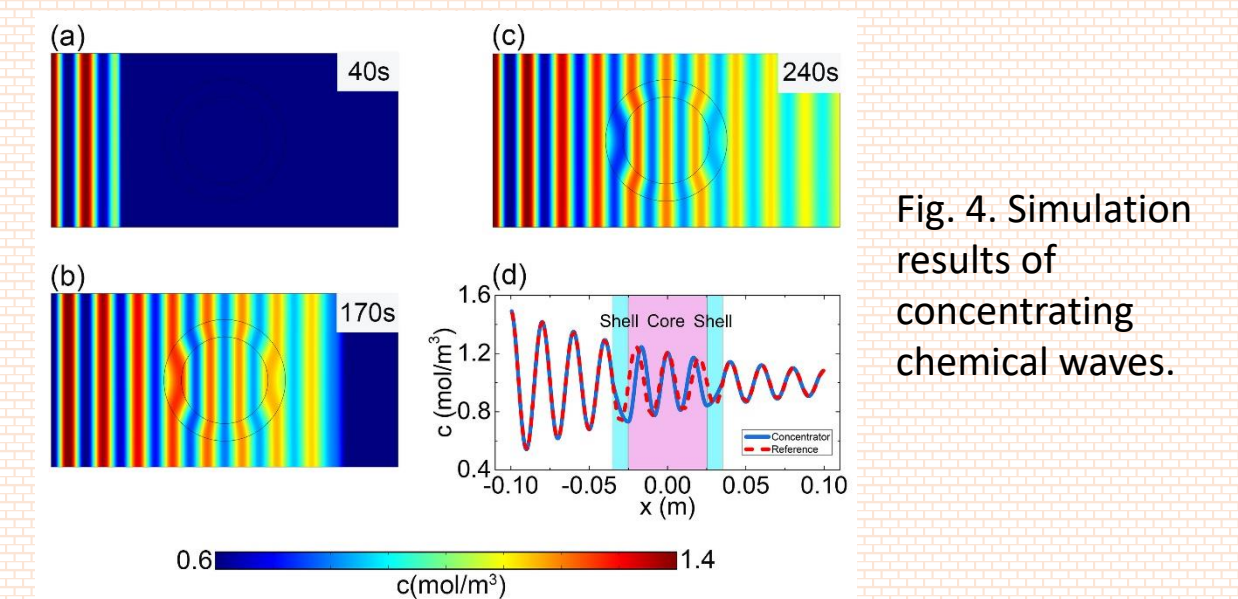 (a)
40s
(c)
240s
(b)
170s
(d)
1.6
1.2
0.8
0.4
c (mol/m³)
Shell Core Shell
Concentrator
Reference
-0.10 -0.05 0.00 0.05 0.10
x (m)
0.6 1.4
c(mol/m³)
Fig. 4. Simulation
results of
concentrating
chemical waves.